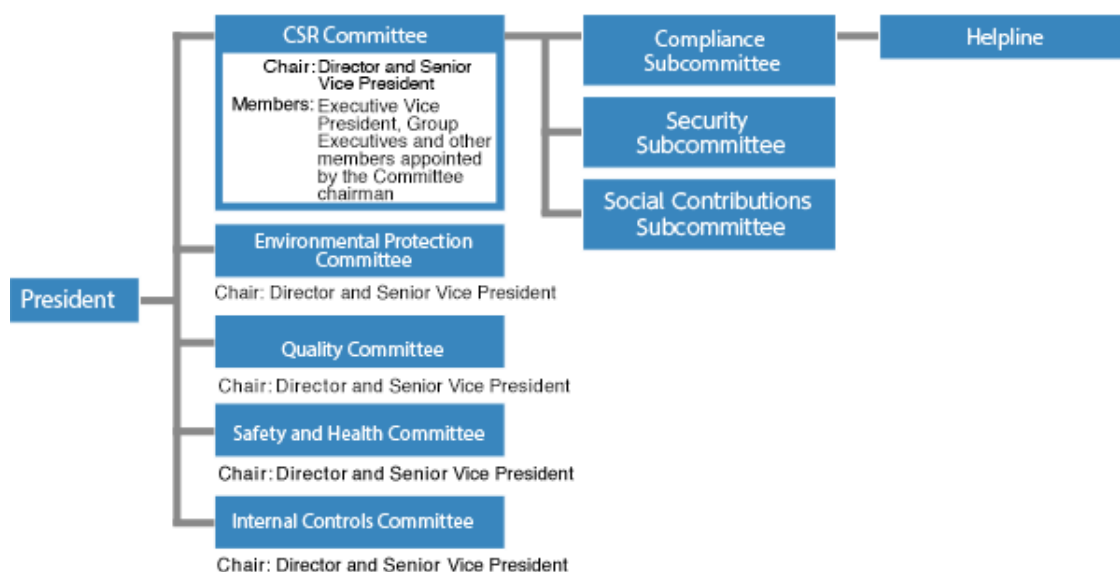 President
CSR Committee
Chair: Director and Senior
Vice President
Members: Executive Vice
President, Group
Executives and other
members appointed
by the Committee
chairman
Compliance
Subcommittee
Helpline
Security
Subcommittee
Social Contributions
Subcommittee
Environmental Protection
Committee
Chair: Director and Senior Vice President
Quality Committee
Chair: Director and Senior Vice President
Safety and Health Committee
Chair: Director and Senior Vice President
Internal Controls Committee
Chair: Director and Senior Vice President